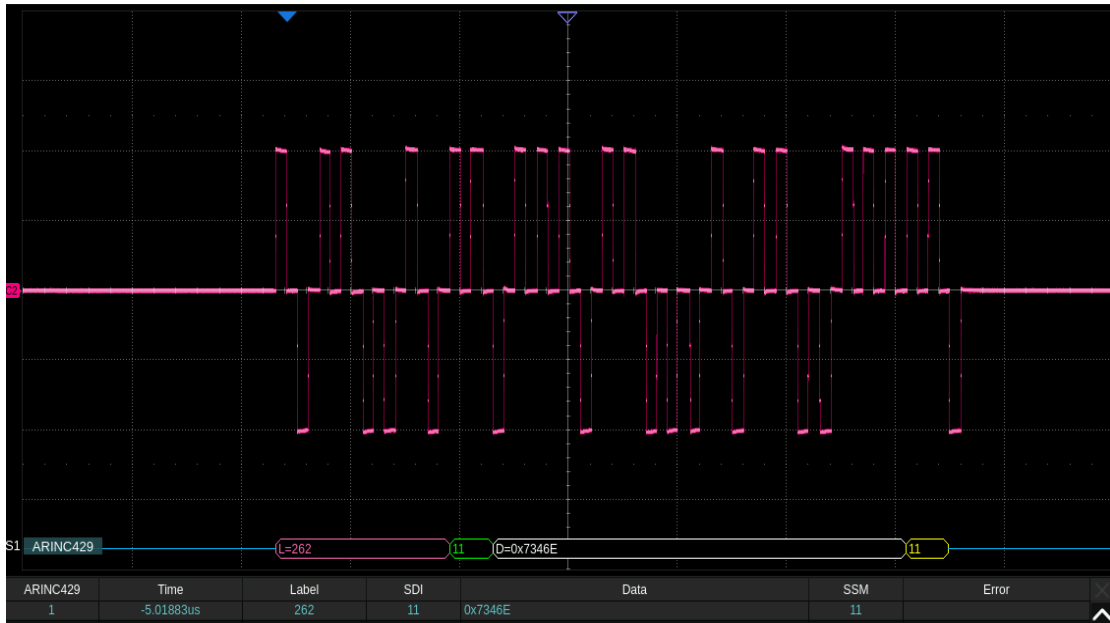 C2
S1 ARINC429 L=262 11 D=0x7346E 11
ARINC429 Time Label SDI Data SSM Error
1 -5.01883us 262 11 0x7346E 11